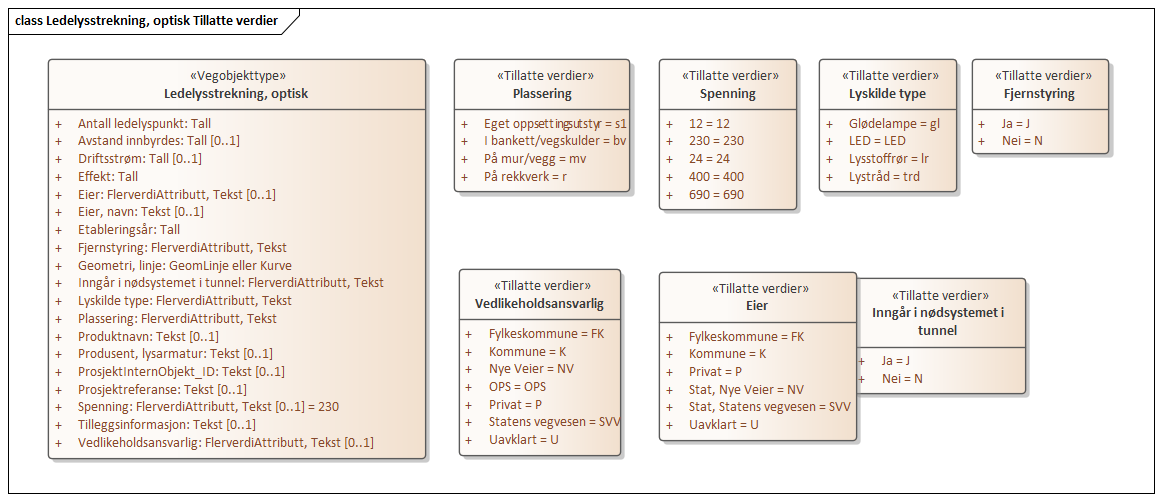 class Ledelysstrekning, optisk Tillatte verdier
«Vegobjekttype»
Ledelysstrekning, optisk
+ Antall ledelyspunkt: Tall
+ Avstand innbyrdes: Tall [0..1]
+ Driftsstrøm: Tall [0..1]
+ Effekt: Tall
+ Eier: FlerverdiAttributt, Tekst [0..1]
+ Eier, navn: Tekst [0..1]
+ Etableringsår: Tall
+ Fjernstyring: FlerverdiAttributt, Tekst
+ Geometri, linje: GeomLinje eller Kurve
+ Inngår i nødsystemet i tunnel: FlerverdiAttributt, Tekst
+ Lyskilde type: FlerverdiAttributt, Tekst
+ Plassering: FlerverdiAttributt, Tekst
+ Produktnavn: Tekst [0..1]
+ Produsent, lysarmatur: Tekst [0..1]
+ ProsjektInternObjekt_ID: Tekst [0..1]
+ Prosjektreferanse: Tekst [0..1]
+ Spenning: FlerverdiAttributt, Tekst [0..1] = 230
+ Tilleggsinformasjon: Tekst [0..1]
+ Vedlikeholdsansvarlig: FlerverdiAttributt, Tekst [0..1]
«Tillatte verdier»
Plassering
+ Eget oppsettingsutstyr = s1
+ I bankett/vegskulder = bv
+ På mur/vegg = mv
+ På rekkverk = r
«Tillatte verdier»
Spenning
+ 12 = 12
+ 230 = 230
+ 24 = 24
+ 400 = 400
+ 690 = 690
«Tillatte verdier»
Lyskilde type
+ Glødelampe = gl
+ LED = LED
+ Lysstoffrør = lr
+ Lystråd = trd
«Tillatte verdier»
Fjernstyring
+ Ja = J
+ Nei = N
«Tillatte verdier»
Vedlikeholdsansvarlig
+ Fylkeskommune = FK
+ Kommune = K
+ Nye Veier = NV
+ OPS = OPS
+ Privat = P
+ Statens vegvesen = SVV
+ Uavklart = U
«Tillatte verdier»
Eier
+ Fylkeskommune = FK
+ Kommune = K
+ Privat = P
+ Stat, Nye Veier = NV
+ Stat, Statens vegvesen = SVV
+ Uavklart = U
«Tillatte verdier»
Inngår i nødsystemet i
tunnel
+ Ja = J
+ Nei = N